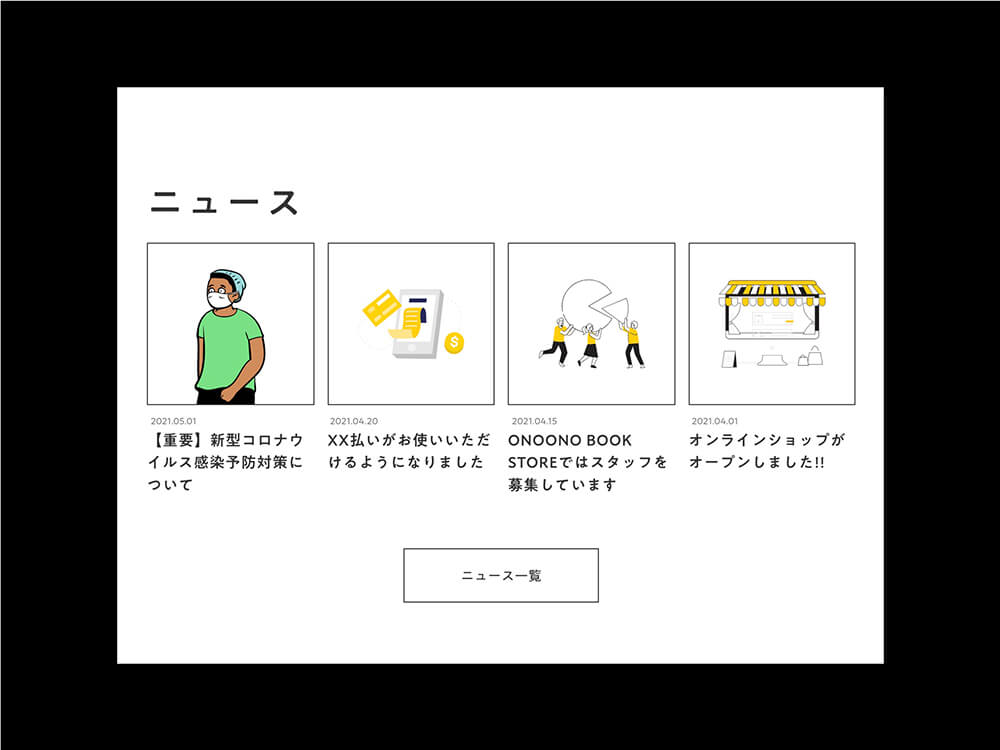 ニュース
2021.05.01
【重要】新型コロナウ
イルス感染予防対策に
ついて
2021.04.20
XX払いがお使いいただ
けるようになりました
2021.04.15
ONOONO BOOK
STOREではスタッフを
募集しています
2021.04.01
オンラインショップが
オープンしました!!
ニュース一覧